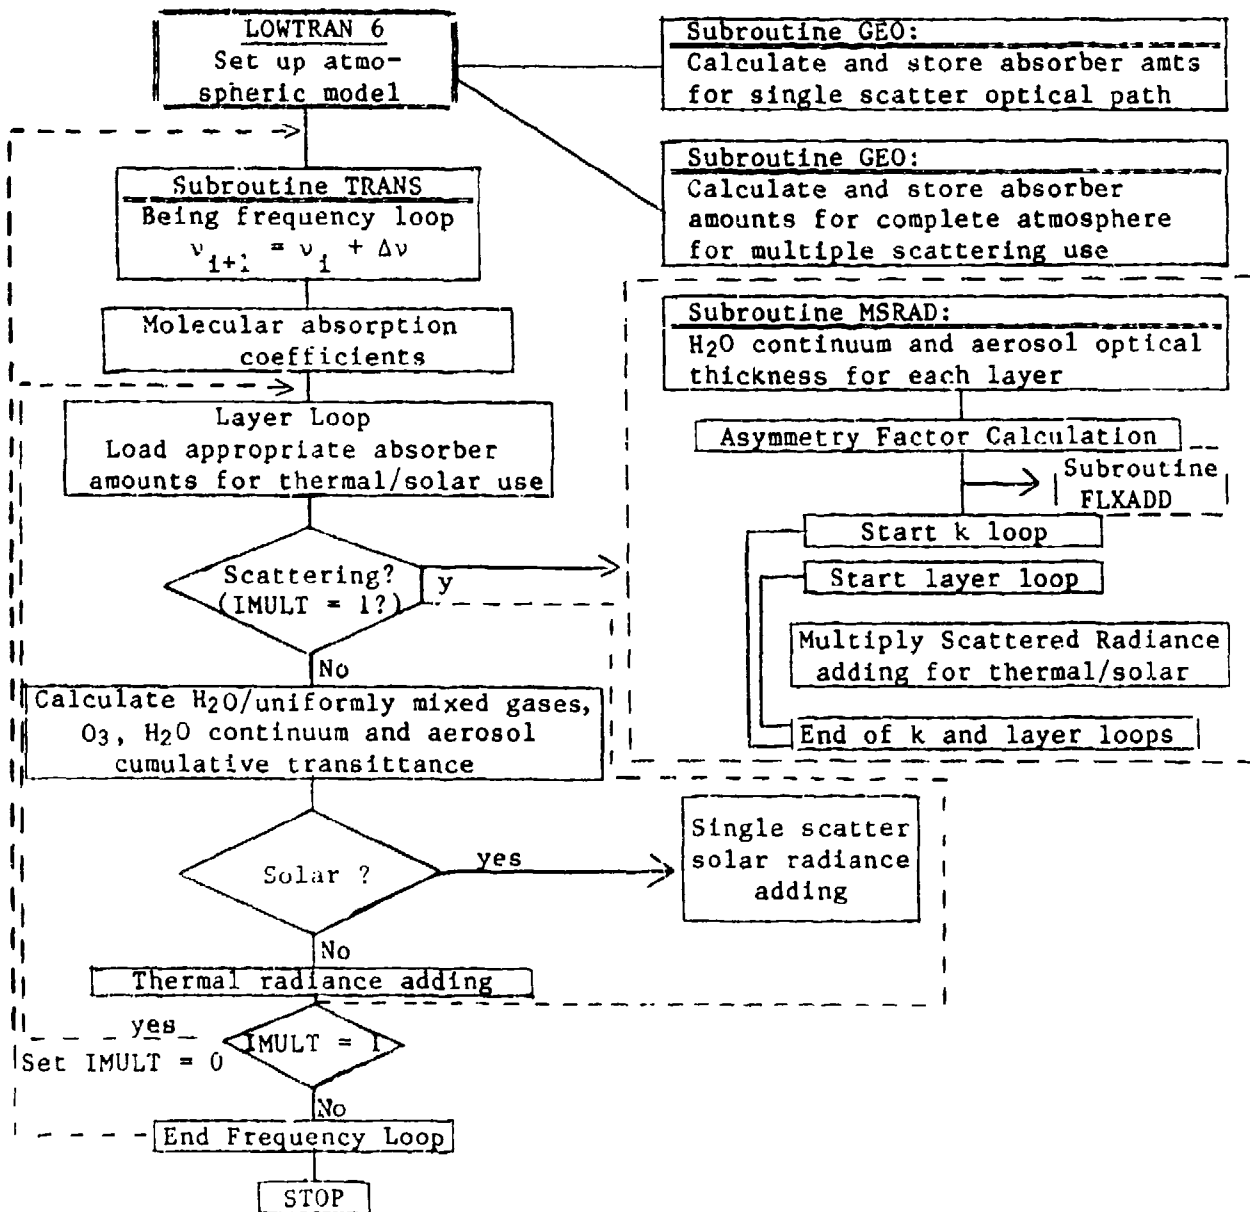 LOWTRAN 6
Set up atmo-
spheric model
Subroutine GEO:
Calculate and store absorber amts
for single scatter optical path
Subroutine GEO:
Calculate and store absorber
amounts for complete atmosphere
for multiple scattering use
Subroutine TRANS
Being frequency loop
ν i+1 = ν i + Δν
Molecular absorption
coefficients
Layer Loop
Load appropriate absorber
amounts for thermal/solar use
Scattering?
(IMULT = 1?)
y
No
Calculate H2O/uniformly mixed gases,
O3, H2O continuum and aerosol
cumulative transittance
Solar ?
yes
No
Single scatter
solar radiance
adding
Thermal radiance adding
IMULT = 1
yes
Set IMULT = 0
No
End Frequency Loop
STOP
Subroutine MSRAD:
H2O continuum and aerosol optical
thickness for each layer
Asymmetry Factor Calculation
Subroutine
FLXADD
Start k loop
Start layer loop
Multiply Scattered Radiance
adding for thermal/solar
End of k and layer loops